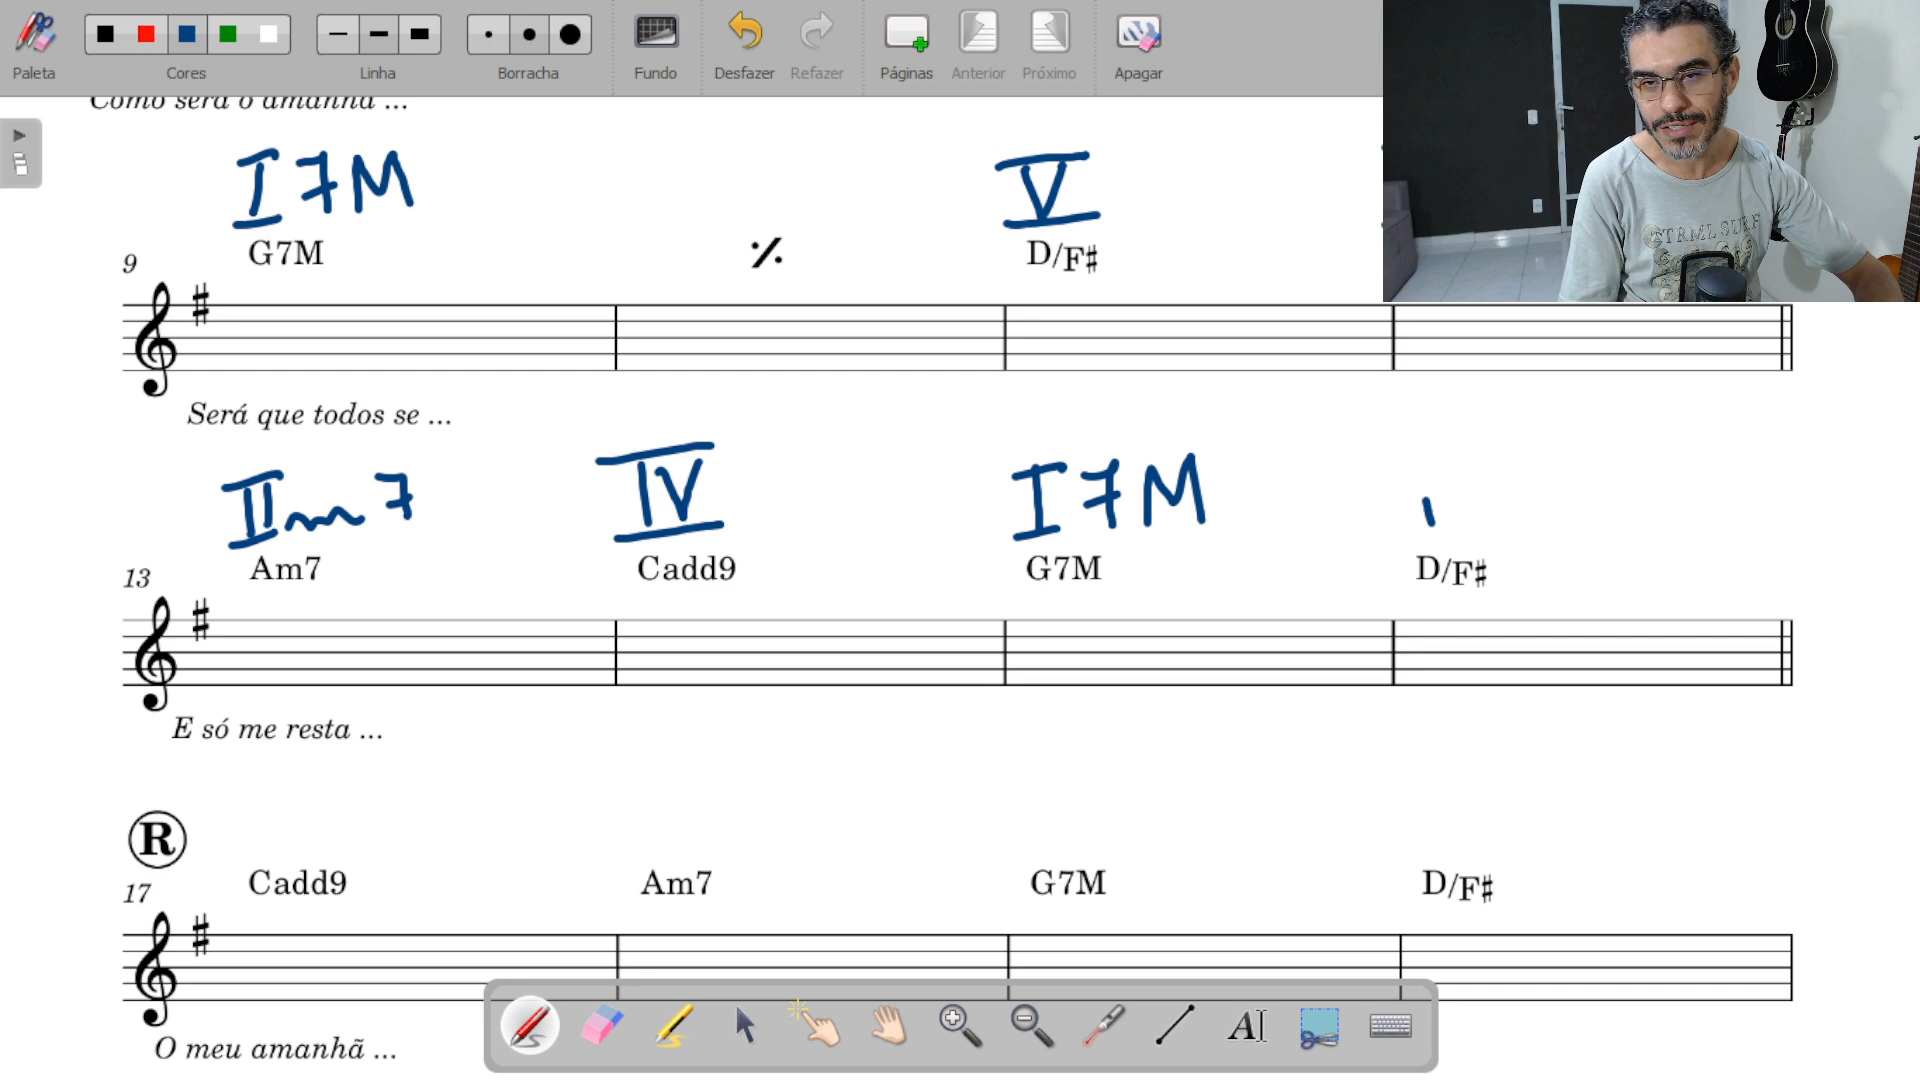 Paleta Cores Linha Borracha Fundo Desfazer Refazer Páginas Anterior Próximo Apagar
Como será o amanhã ...
I7M V
9 G7M D/F♯
Será que todos se ...
IIm7 IV I7M
13 Am7 Cadd9 G7M D/F♯
E só me resta ...
R
17 Cadd9 Am7 G7M D/F♯
O meu amanhã ...
AI